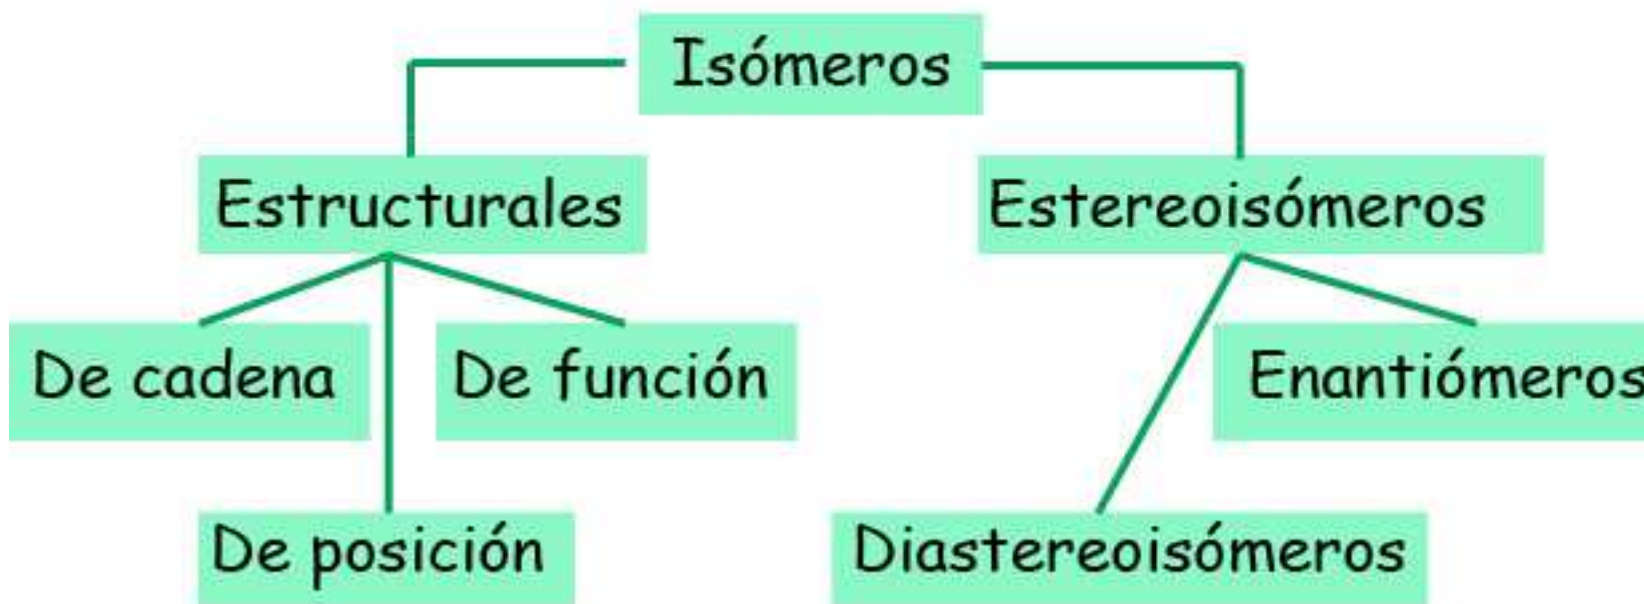 Isómeros
Estructurales
Estereoisómeros
De cadena
De función
Enantiómeros
De posición
Diastereoisómeros